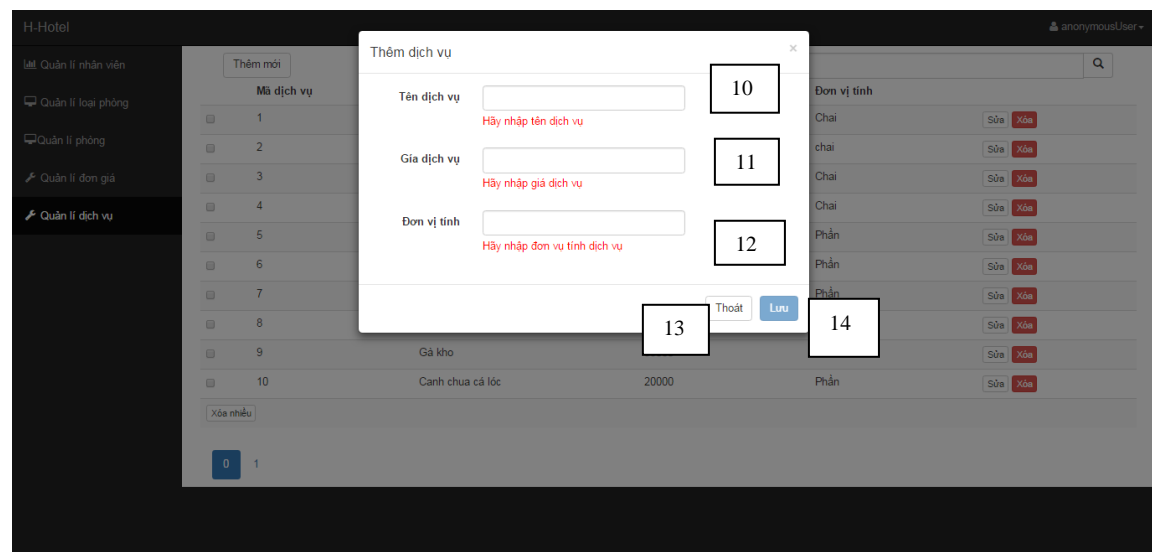 H-Hotel anonymousUser
Quản lí nhân viên
Quản lí loại phòng
Quản lí phòng
Quản lí đơn giá
Quản lí dịch vụ
Thêm mới
Mã dịch vụ Đơn vị tính
Thêm dịch vụ ×
Tên dịch vụ 10
Hãy nhập tên dịch vụ
Gía dịch vụ 11
Hãy nhập giá dịch vụ
Đơn vị tính 12
Hãy nhập đơn vụ tính dịch vụ
13 Thoát Lưu 14
1 Chai Sửa Xóa
2 chai Sửa Xóa
3 Chai Sửa Xóa
4 Chai Sửa Xóa
5 Phần Sửa Xóa
6 Phần Sửa Xóa
7 Phần Sửa Xóa
8 Sửa Xóa
9 Gà kho Sửa Xóa
10 Canh chua cá lóc 20000 Phần Sửa Xóa
Xóa nhiều
0 1